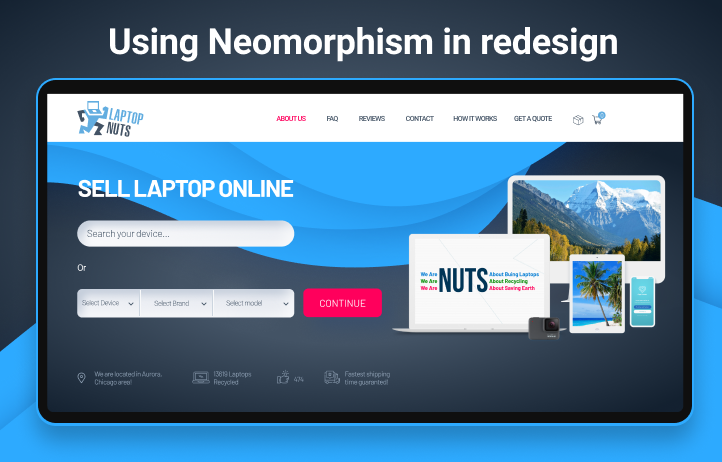 Using Neomorphism in redesign
LAPTOP
NUTS
ABOUT US FAQ REVIEWS CONTACT HOW IT WORKS GET A QUOTE 0
SELL LAPTOP ONLINE
Search your device...
Or
Select Device Select Brand Select model CONTINUE
We Are NUTS About Buing Laptops
We Are About Recycling
We Are About Saving Earth
We are located in Aurora,
Chicago area!
13619 Laptops
Recycled
474
Fastest shipping
time guaranted!